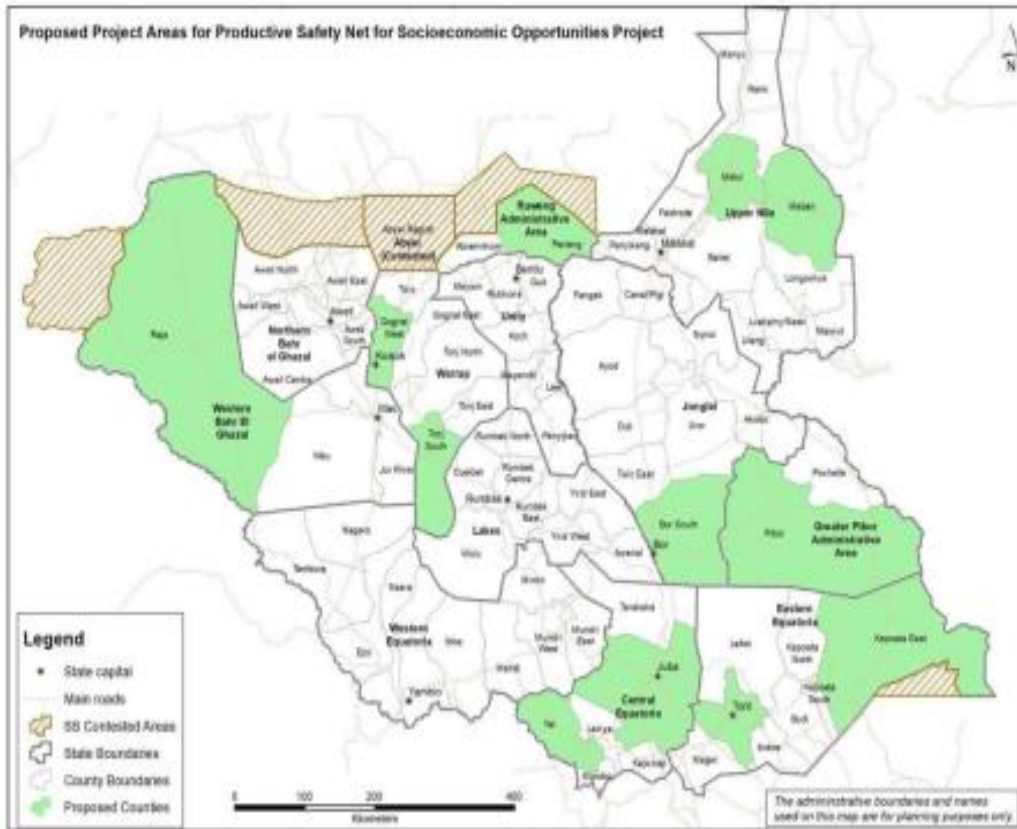 Proposed Project Areas for Productive Safety Net for Socioeconomic Opportunities Project
N
Manyo
Renk
Melut
Maban
Upper Nile
Fashoda
Malakal
Malakal
Panyikang
Baliet
Longochuk
Maiwut
Ulang
Nyirol
Ruweng
Administrative
Area
Pariang
Abiemnhom
Abyei Region
Abyei
Aweil North
Aweil East
Aweil West
Aweil
Aweil
South
Northern
Bahr
el Ghazal
Aweil Centre
Raja
Western
Bahr El
Ghazal
Wau
Wau
Jur River
Twic
Gogrial
West
Kuajok
Gogrial East
Tonj North
Warrap
Tonj East
Tonj
South
Mayom
Rubkona
Bentiu
Guit
Unity
Koch
Mayendit
Leer
Panyijiar
Fangak
Canal/Pigi
Ayod
Jonglei
Uror
Duk
Akobo
Twic East
Pochalla
Bor South
Bor
Pibor
Greater Pibor
Administrative
Area
Rumbek North
Cueibet
Rumbek
Centre
Rumbek
Rumbek
East
Lakes
Wulu
Yirol East
Yirol West
Awerial
Nagero
Tambura
Nzara
Ezo
Western
Equatoria
Ibba
Maridi
Mundri
West
Mundri
East
Mvolo
Yambio
Terekeka
Juba
Central
Equatoria
Yei
Lainya
Kajo-keji
Morobo
Magwi
Torit
Ikotos
Lafon
Eastern
Equatoria
Kapoeta
North
Kapoeta
South
Budi
Kapoeta East
Legend
State capital
Main roads
SS Contested Areas
State Boundaries
County Boundaries
Proposed Counties
0 100 200 400
Kilometers
The administrative boundaries and names
used on this map are for planning purposes only